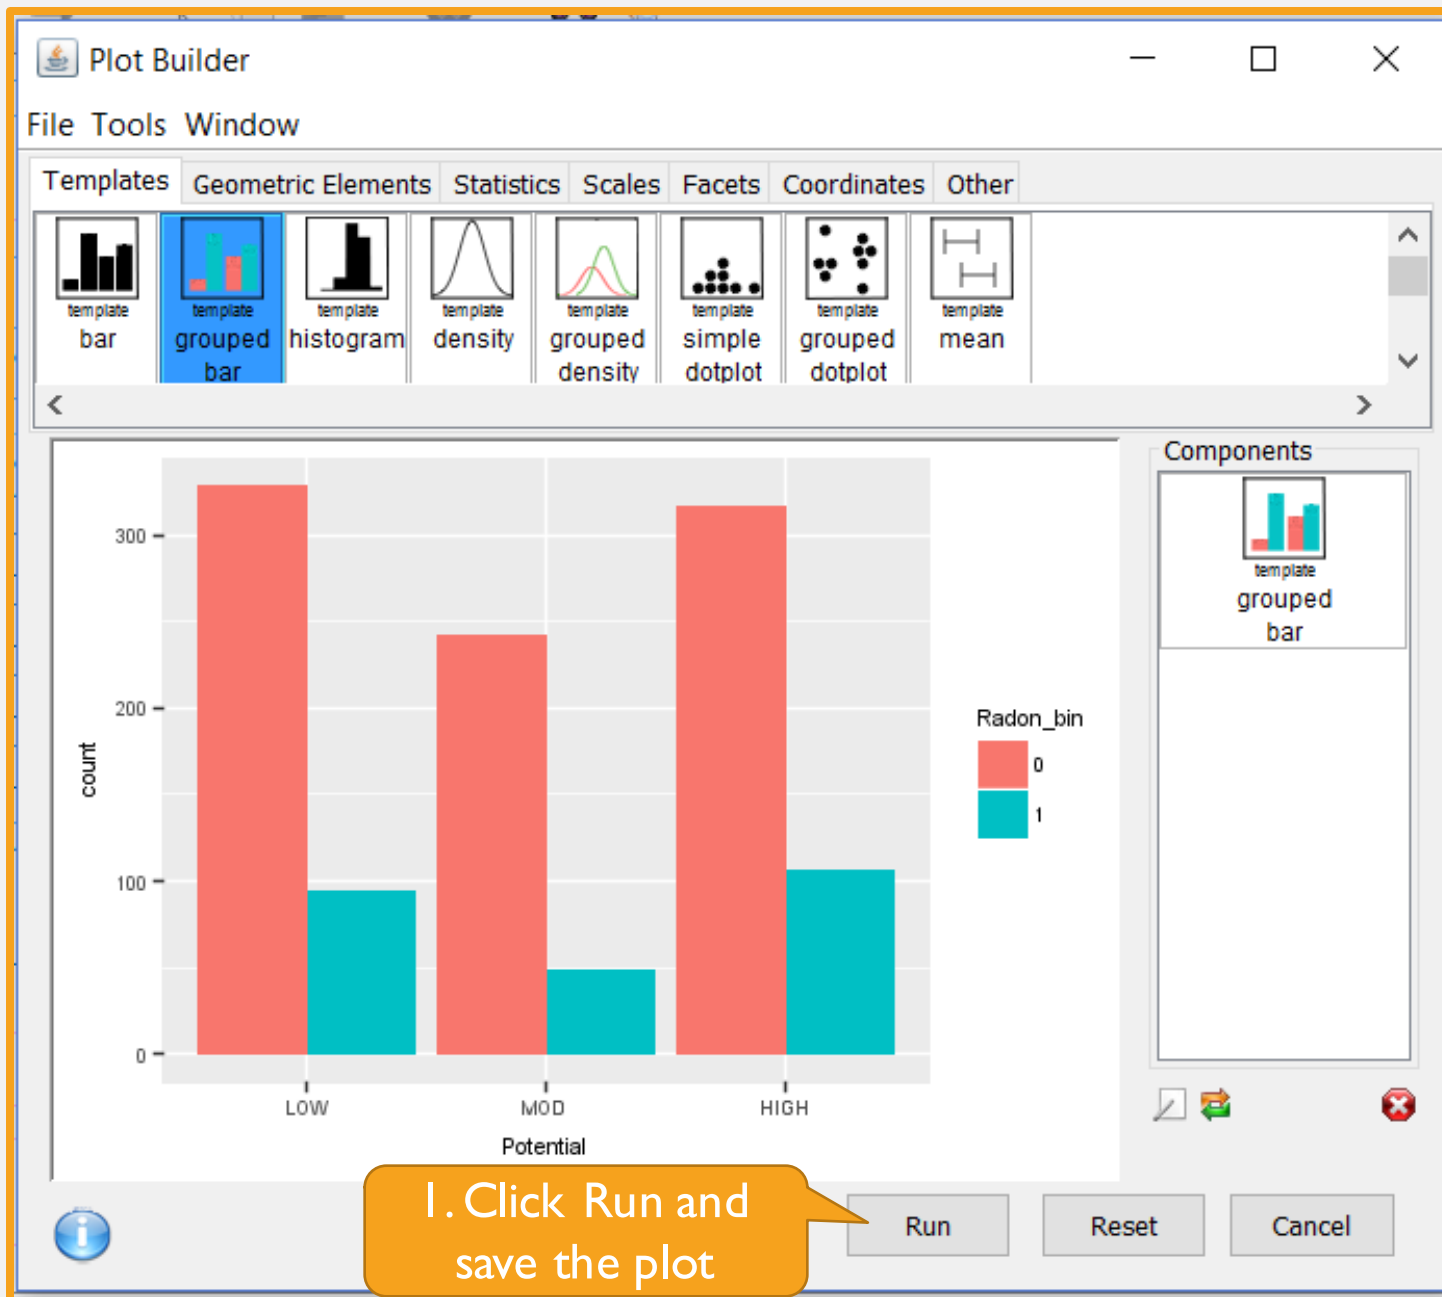 Plot Builder
File Tools Window
Templates Geometric Elements Statistics Scales Facets Coordinates Other
template template template template template template template template
bar grouped histogram density grouped simple grouped mean
bar density dotplot dotplot
Components
template
grouped
bar
300
200
100
0
count
LOW MOD HIGH
Potential
Radon_bin
0
1
1. Click Run and
save the plot
Run Reset Cancel